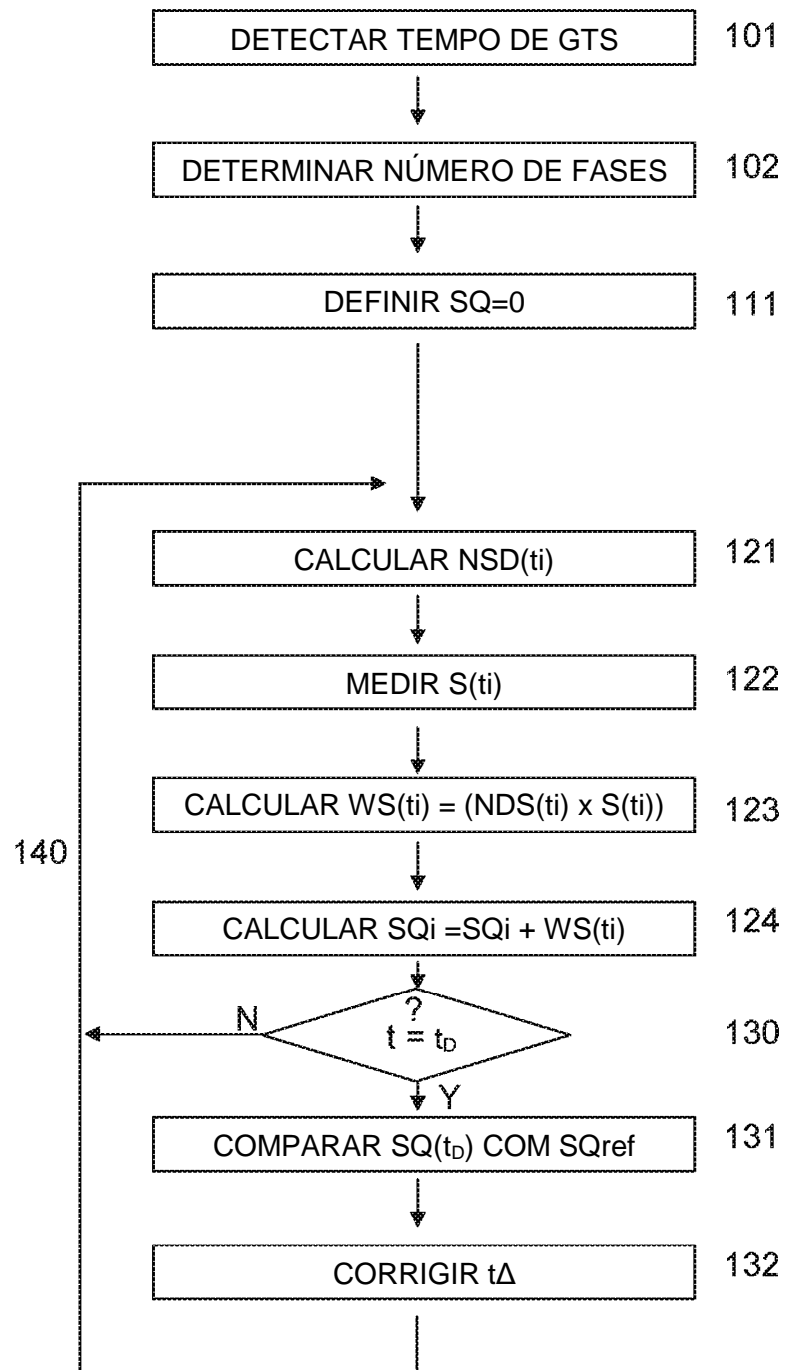 DETECTAR TEMPO DE GTS 101
DETERMINAR NÚMERO DE FASES 102
DEFINIR SQ=0 111
CALCULAR NSD(ti) 121
MEDIR S(ti) 122
CALCULAR WS(ti) = (NDS(ti) x S(ti)) 123
140
CALCULAR SQi =SQi + WS(ti) 124
N
?
t = tD 130
Y
COMPARAR SQ(tD) COM SQref 131
CORRIGIR tΔ 132